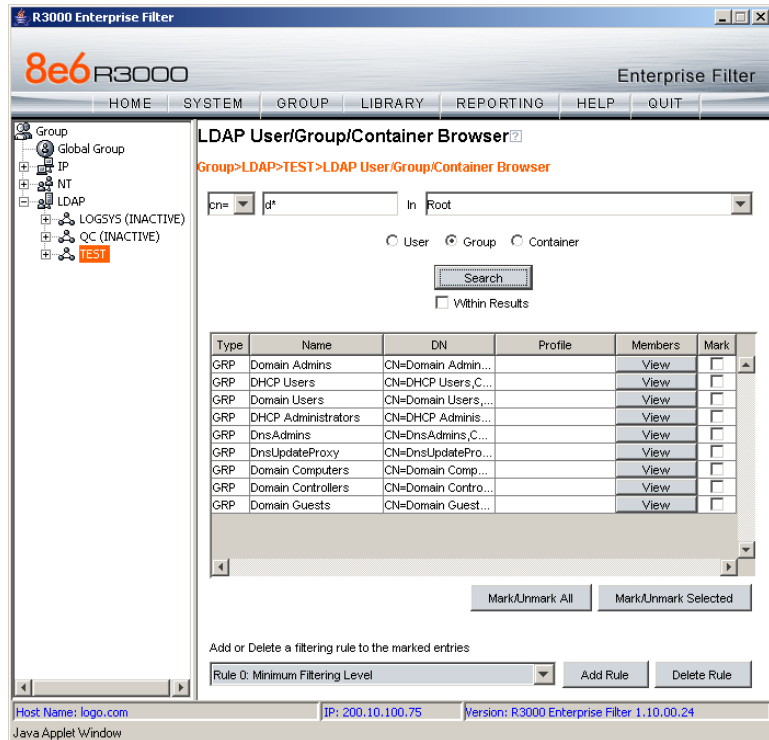 R3000 Enterprise Filter
8e6 R3000
Enterprise Filter
HOME SYSTEM GROUP LIBRARY REPORTING HELP QUIT
Group
Global Group
IP
NT
LDAP
LOGSYS (INACTIVE)
QC (INACTIVE)
TEST
LDAP User/Group/Container Browser ?
Group>LDAP>TEST>LDAP User/Group/Container Browser
cn= d* In Root
User Group Container
Search
Within Results
Type Name DN Profile Members Mark
GRP Domain Admins CN=Domain Admin... View
GRP DHCP Users CN=DHCP Users,C... View
GRP Domain Users CN=Domain Users,... View
GRP DHCP Administrators CN=DHCP Adminis... View
GRP DnsAdmins CN=DnsAdmins,C... View
GRP DnsUpdateProxy CN=DnsUpdatePro... View
GRP Domain Computers CN=Domain Comp... View
GRP Domain Controllers CN=Domain Contro... View
GRP Domain Guests CN=Domain Guest... View
Mark/Unmark All Mark/Unmark Selected
Add or Delete a filtering rule to the marked entries
Rule 0: Minimum Filtering Level Add Rule Delete Rule
Host Name: logo.com IP: 200.10.100.75 Version: R3000 Enterprise Filter 1.10.00.24
Java Applet Window